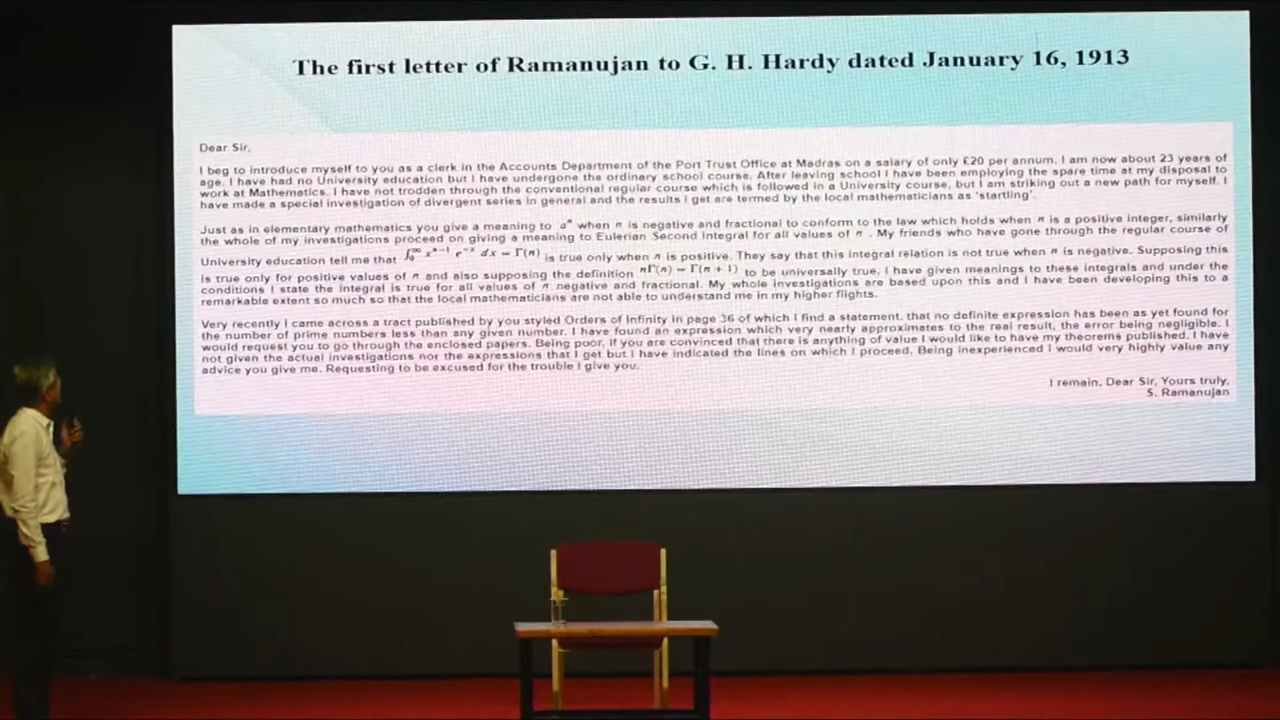 The first letter of Ramanujan to G. H. Hardy dated January 16, 1913
Dear Sir,
I beg to introduce myself to you as a clerk in the Accounts Department of the Port Trust Office at Madras on a salary of only £20 per annum. I am now about 23 years of
age. I have had no University education but I have undergone the ordinary school course. After leaving school I have been employing the spare time at my disposal to
work at Mathematics. I have not trodden through the conventional regular course which is followed in a University course, but I am striking out a new path for myself. I
have made a special investigation of divergent series in general and the results I get are termed by the local mathematicians as 'startling'.
Just as in elementary mathematics you give a meaning to aⁿ when n is negative and fractional to conform to the law which holds when n is a positive integer, similarly
the whole of my investigations proceed on giving a meaning to Eulerian Second Integral for all values of n . My friends who have gone through the regular course of
University education tell me that ∫₀^∞ xⁿ⁻¹ e⁻ˣ dx = Γ(n) is true only when n is positive. They say that this integral relation is not true when n is negative. Supposing this
is true only for positive values of n and also supposing the definition nΓ(n) = Γ(n + 1) to be universally true, I have given meanings to these integrals and under the
conditions I state the integral is true for all values of n negative and fractional. My whole investigations are based upon this and I have been developing this to a
remarkable extent so much so that the local mathematicians are not able to understand me in my higher flights.
Very recently I came across a tract published by you styled Orders of Infinity in page 36 of which I find a statement. that no definite expression has been as yet found for
the number of prime numbers less than any given number. I have found an expression which very nearly approximates to the real result, the error being negligible. I
would request you to go through the enclosed papers. Being poor, if you are convinced that there is anything of value I would like to have my theorems published. I have
not given the actual investigations nor the expressions that I get but I have indicated the lines on which I proceed. Being inexperienced I would very highly value any
advice you give me. Requesting to be excused for the trouble I give you.
I remain, Dear Sir, Yours truly,
S. Ramanujan